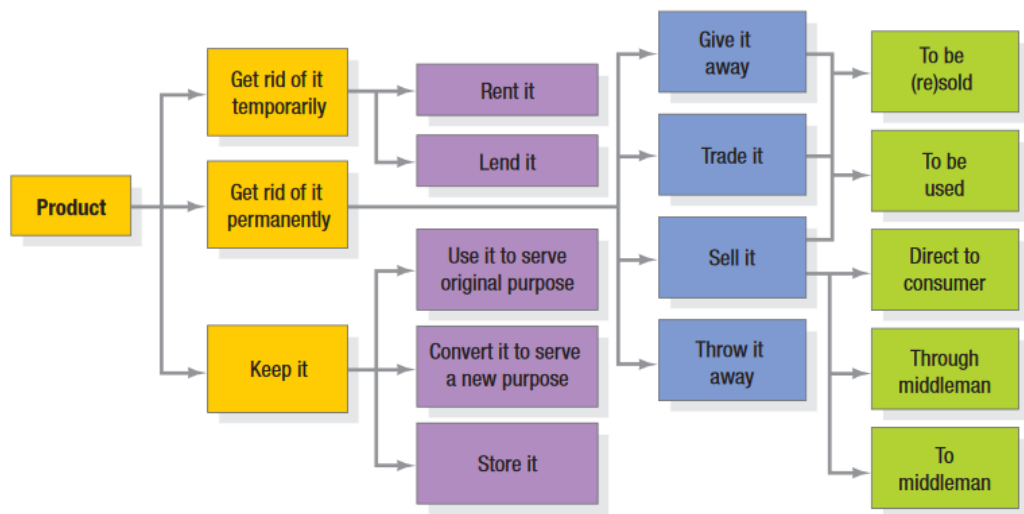 Product
Get rid of it
temporarily
Get rid of it
permanently
Keep it
Rent it
Lend it
Use it to serve
original purpose
Convert it to serve
a new purpose
Store it
Give it
away
Trade it
Sell it
Throw it
away
To be
(re)sold
To be
used
Direct to
consumer
Through
middleman
To
middleman